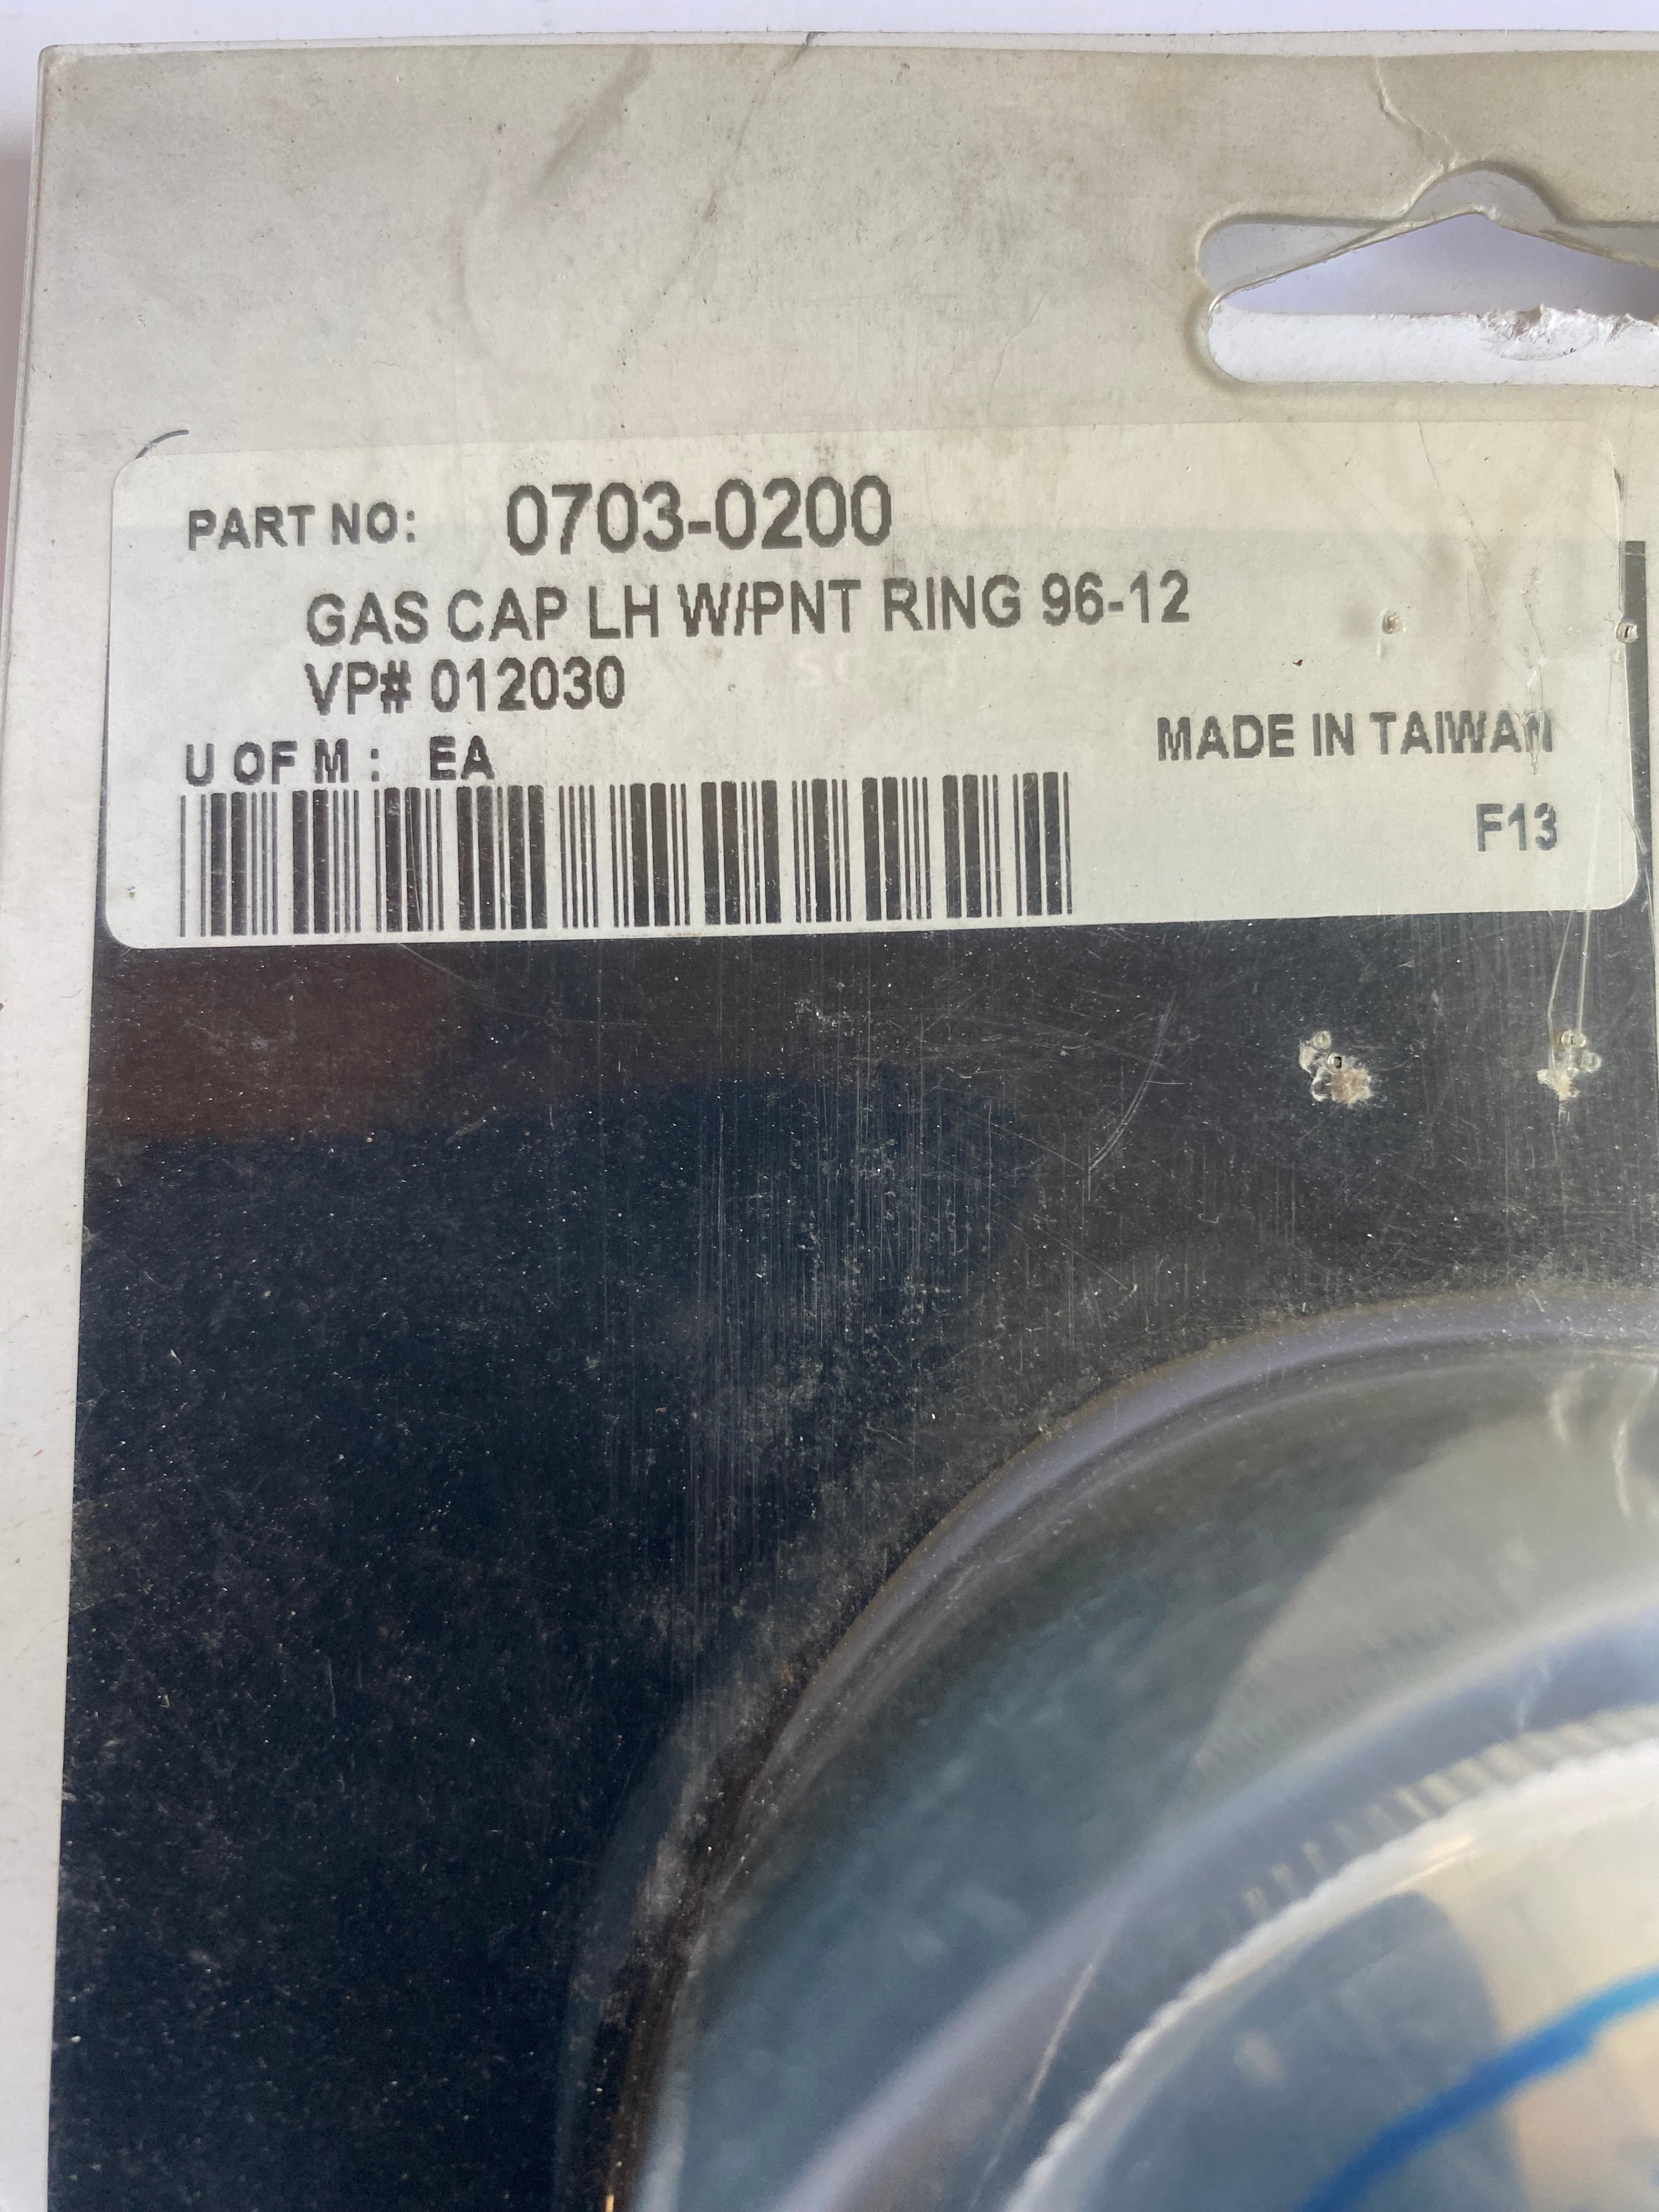 PART NO: 0703-0200
GAS CAP LH W/PNT RING 96-12
VP# 012030
U OF M : EA
MADE IN TAIWAN
F13